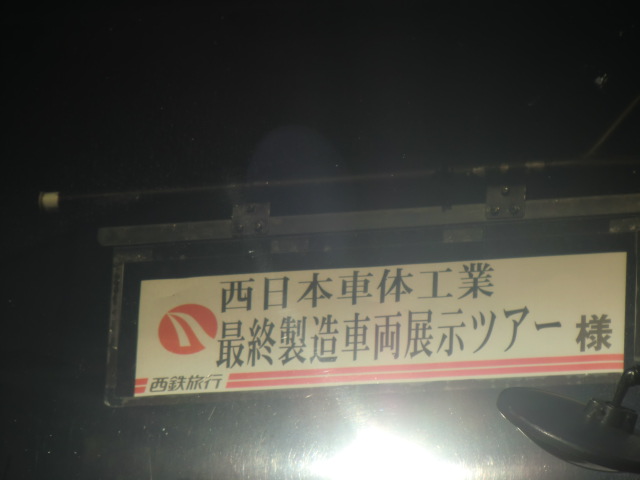 西日本車体工業
最終製造車両展示ツアー 様
西鉄旅行